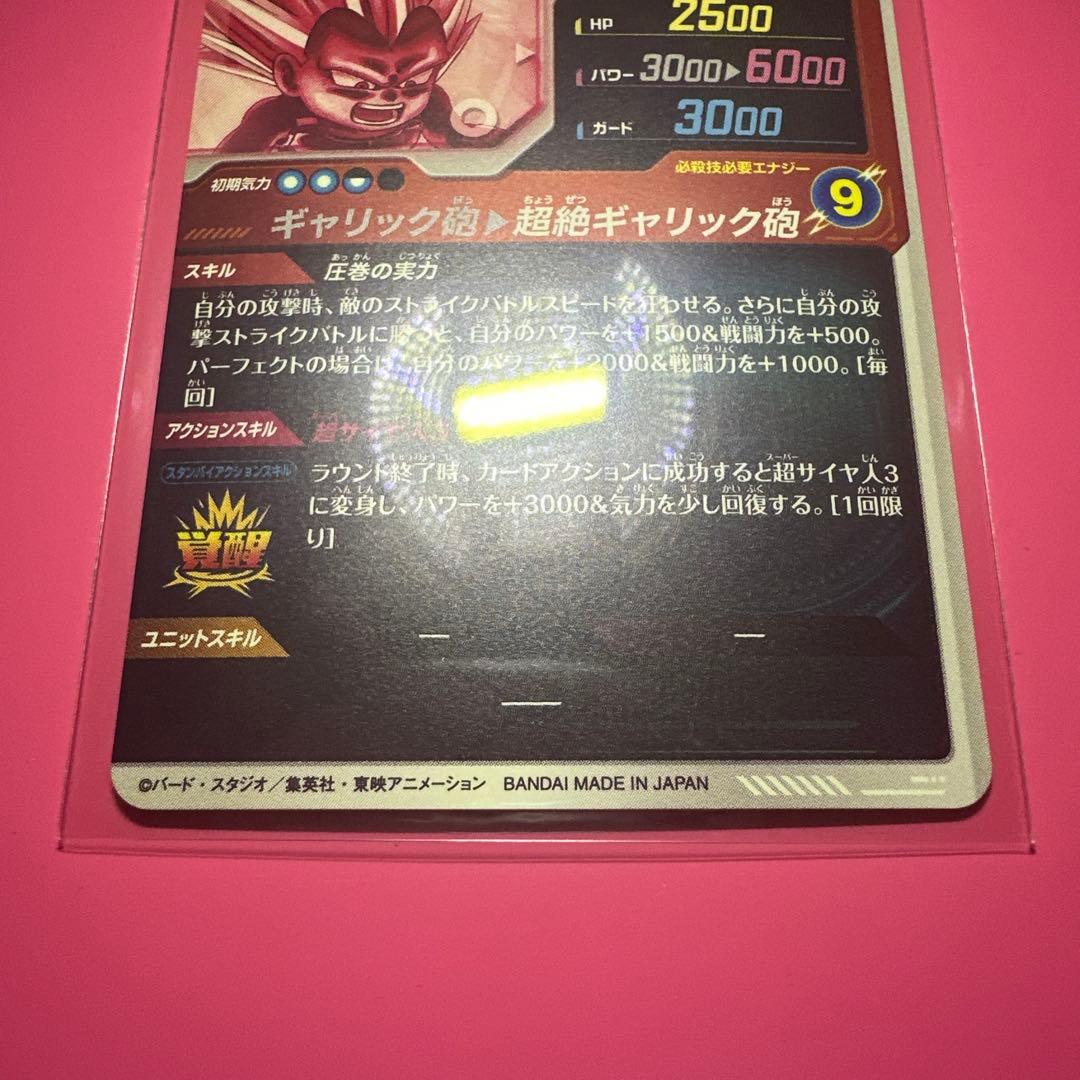 HP 2500
パワー 3000▶6000
ガード 3000
必殺技必要エナジー
9
初期気力
ギャリック砲▶超絶ギャリック砲
スキル 圧巻の実力
自分の攻撃時、敵のストライクバトルスピードを狂わせる。さらに自分の攻
撃ストライクバトルに勝つと、自分のパワーを+1500&戦闘力を+500。
パーフェクトの場合は、自分のパワーを+2000&戦闘力を+1000。[毎
回]
アクションスキル 超サイヤ人3
スタンバイアクションスキル
ラウンド終了時、カードアクションに成功すると超サイヤ人3
に変身し、パワーを+3000&気力を少し回復する。[1回限
り]
覚醒
ユニットスキル — —
—
©バード・スタジオ/集英社・東映アニメーション BANDAI MADE IN JAPAN